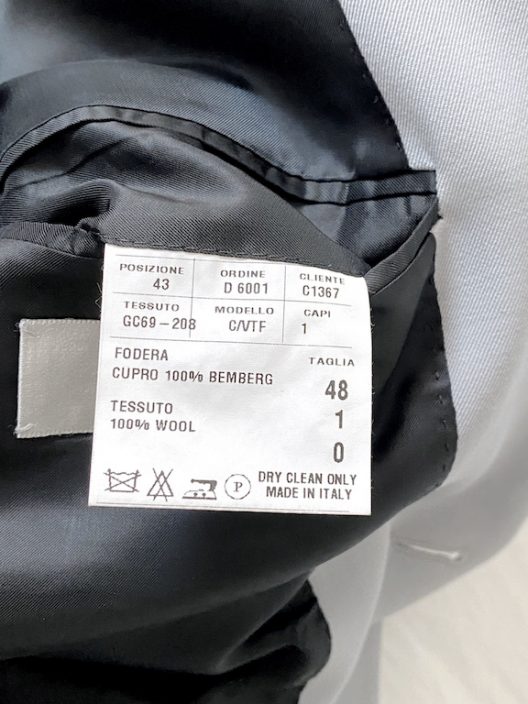 POSIZIONE ORDINE CLIENTE
43 D 6001 C1367
TESSUTO MODELLO CAPI
GC69-208 C/VTF 1
FODERA TAGLIA
CUPRO 100% BEMBERG 48
TESSUTO 1
100% WOOL 0
P DRY CLEAN ONLY
MADE IN ITALY